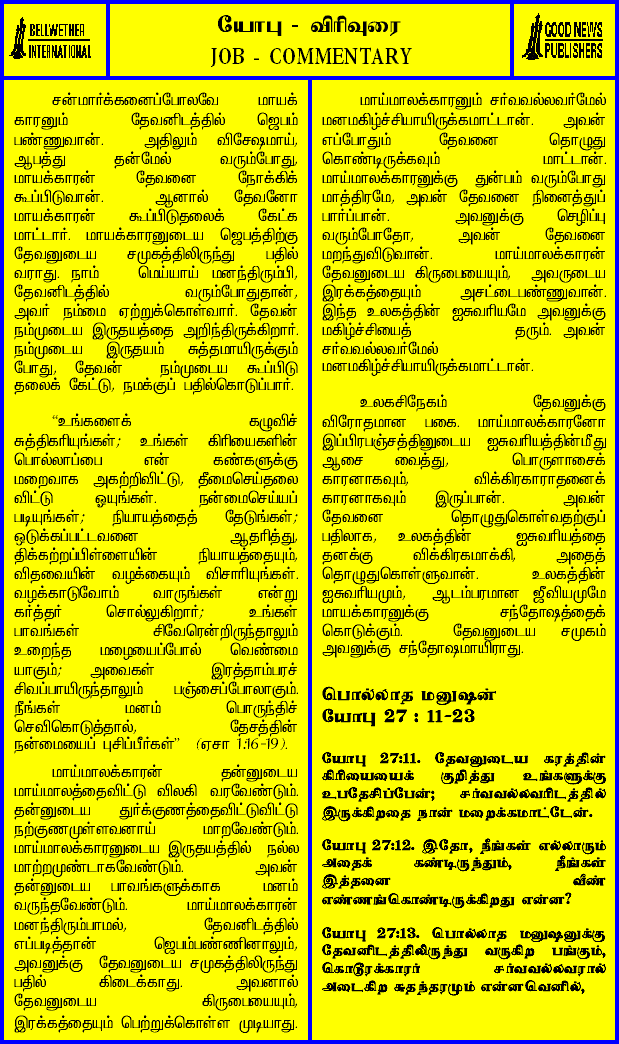 BELLWETHER
INTERNATIONAL
யோபு - விரிவுரை
JOB - COMMENTARY
GOOD NEWS
PUBLISHERS
சன்மார்க்கனைப்போலவே மாயக்
காரனும் தேவனிடத்தில் ஜெபம்
பண்ணுவான். அதிலும் விசேஷமாய்,
ஆபத்து தன்மேல் வரும்போது,
மாயக்காரன் தேவனை நோக்கிக்
கூப்பிடுவான். ஆனால் தேவனோ
மாயக்காரன் கூப்பிடுதலைக் கேட்க
மாட்டார். மாயக்காரனுடைய ஜெபத்திற்கு
தேவனுடைய சமுகத்திலிருந்து பதில்
வராது. நாம் மெய்யாய் மனந்திரும்பி,
தேவனிடத்தில் வரும்போதுதான்,
அவர் நம்மை ஏற்றுக்கொள்வார். தேவன்
நம்முடைய இருதயத்தை அறிந்திருக்கிறார்.
நம்முடைய இருதயம் சுத்தமாயிருக்கும்
போது, தேவன் நம்முடைய கூப்பிடு
தலைக் கேட்டு, நமக்குப் பதில்கொடுப்பார்.
“உங்களைக் கழுவிச்
சுத்திகரியுங்கள்; உங்கள் கிரியைகளின்
பொல்லாப்பை என் கண்களுக்கு
மறைவாக அகற்றிவிட்டு, தீமைசெய்தலை
விட்டு ஓயுங்கள். நன்மைசெய்யப்
படியுங்கள்; நியாயத்தைத் தேடுங்கள்;
ஒடுக்கப்பட்டவனை ஆதரித்து,
திக்கற்றப்பிள்ளையின் நியாயத்தையும்,
விதவையின் வழக்கையும் விசாரியுங்கள்.
வழக்காடுவோம் வாருங்கள் என்று
கர்த்தர் சொல்லுகிறார்; உங்கள்
பாவங்கள் சிவேரென்றிருந்தாலும்
உறைந்த மழையைப்போல் வெண்மை
யாகும்; அவைகள் இரத்தாம்பரச்
சிவப்பாயிருந்தாலும் பஞ்சைப்போலாகும்.
நீங்கள் மனம் பொருந்திச்
செவிகொடுத்தால், தேசத்தின்
நன்மையைப் புசிப்பீர்கள்” (ஏசா 1:16-19).
மாய்மாலக்காரன் தன்னுடைய
மாய்மாலத்தைவிட்டு விலகி வரவேண்டும்.
தன்னுடைய துர்க்குணத்தைவிட்டுவிட்டு
நற்குணமுள்ளவனாய் மாறவேண்டும்.
மாய்மாலக்காரனுடைய இருதயத்தில் நல்ல
மாற்றமுண்டாகவேண்டும். அவன்
தன்னுடைய பாவங்களுக்காக மனம்
வருந்தவேண்டும். மாய்மாலக்காரன்
மனந்திரும்பாமல், தேவனிடத்தில்
எப்படித்தான் ஜெபம்பண்ணினாலும்,
அவனுக்கு தேவனுடைய சமுகத்திலிருந்து
பதில் கிடைக்காது. அவனால்
தேவனுடைய கிருபையையும்,
இரக்கத்தையும் பெற்றுக்கொள்ள முடியாது.
மாய்மாலக்காரனும் சர்வவல்லவர்மேல்
மனமகிழ்ச்சியாயிருக்கமாட்டான். அவன்
எப்போதும் தேவனை தொழுது
கொண்டிருக்கவும் மாட்டான்.
மாய்மாலக்காரனுக்கு துன்பம் வரும்போது
மாத்திரமே, அவன் தேவனை நினைத்துப்
பார்ப்பான். அவனுக்கு செழிப்பு
வரும்போதோ, அவன் தேவனை
மறந்துவிடுவான். மாய்மாலக்காரன்
தேவனுடைய கிருபையையும், அவருடைய
இரக்கத்தையும் அசட்டைபண்ணுவான்.
இந்த உலகத்தின் ஐசுவரியமே அவனுக்கு
மகிழ்ச்சியைத் தரும். அவன்
சர்வவல்லவர்மேல்
மனமகிழ்ச்சியாயிருக்கமாட்டான்.
உலகசிநேகம் தேவனுக்கு
விரோதமான பகை. மாய்மாலக்காரனோ
இப்பிரபஞ்சத்தினுடைய ஐசுவரியத்தின்மீது
ஆசை வைத்து, பொருளாசைக்
காரனாகவும், விக்கிரகாராதனைக்
காரனாகவும் இருப்பான். அவன்
தேவனை தொழுதுகொள்வதற்குப்
பதிலாக, உலகத்தின் ஐசுவரியத்தை
தனக்கு விக்கிரகமாக்கி, அதைத்
தொழுதுகொள்ளுவான். உலகத்தின்
ஐசுவரியமும், ஆடம்பரமான ஜீவியமுமே
மாயக்காரனுக்கு சந்தோஷத்தைக்
கொடுக்கும். தேவனுடைய சமுகம்
அவனுக்கு சந்தோஷமாயிராது.
பொல்லாத மனுஷன்
யோபு 27 : 11-23
யோபு 27:11. தேவனுடைய கரத்தின்
கிரியையைக் குறித்து உங்களுக்கு
உபதேசிப்பேன்; சர்வவல்லவரிடத்தில்
இருக்கிறதை நான் மறைக்கமாட்டேன்.
யோபு 27:12. இதோ, நீங்கள் எல்லாரும்
அதைக் கண்டிருந்தும், நீங்கள்
இத்தனை வீண்
எண்ணங்கொண்டிருக்கிறது என்ன?
யோபு 27:13. பொல்லாத மனுஷனுக்கு
தேவனிடத்திலிருந்து வருகிற பங்கும்,
கொடூரக்காரர் சர்வவல்லவரால்
அடைகிற சுதந்தரமும் என்னவெனில்,